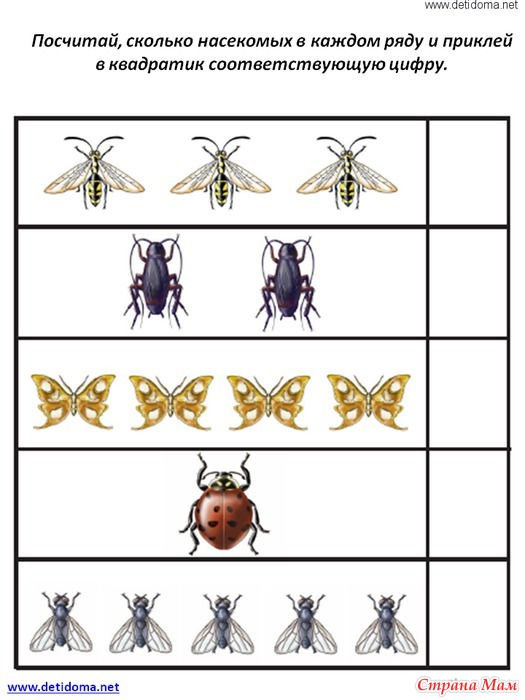 www.detidoma.net
Посчитай, сколько насекомых в каждом ряду и приклей
в квадратик соответствующую цифру.
www.detidoma.net
Страна Мам